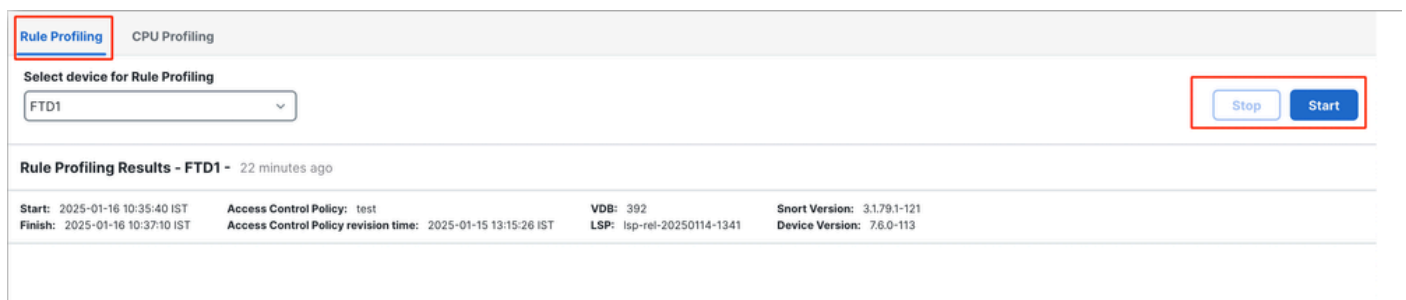 Rule Profiling CPU Profiling
Select device for Rule Profiling
FTD1
Stop Start
Rule Profiling Results - FTD1 - 22 minutes ago
Start: 2025-01-16 10:35:40 IST Access Control Policy: test VDB: 392 Snort Version: 3.1.79.1-121
Finish: 2025-01-16 10:37:10 IST Access Control Policy revision time: 2025-01-15 13:15:26 IST LSP: lsp-rel-20250114-1341 Device Version: 7.6.0-113